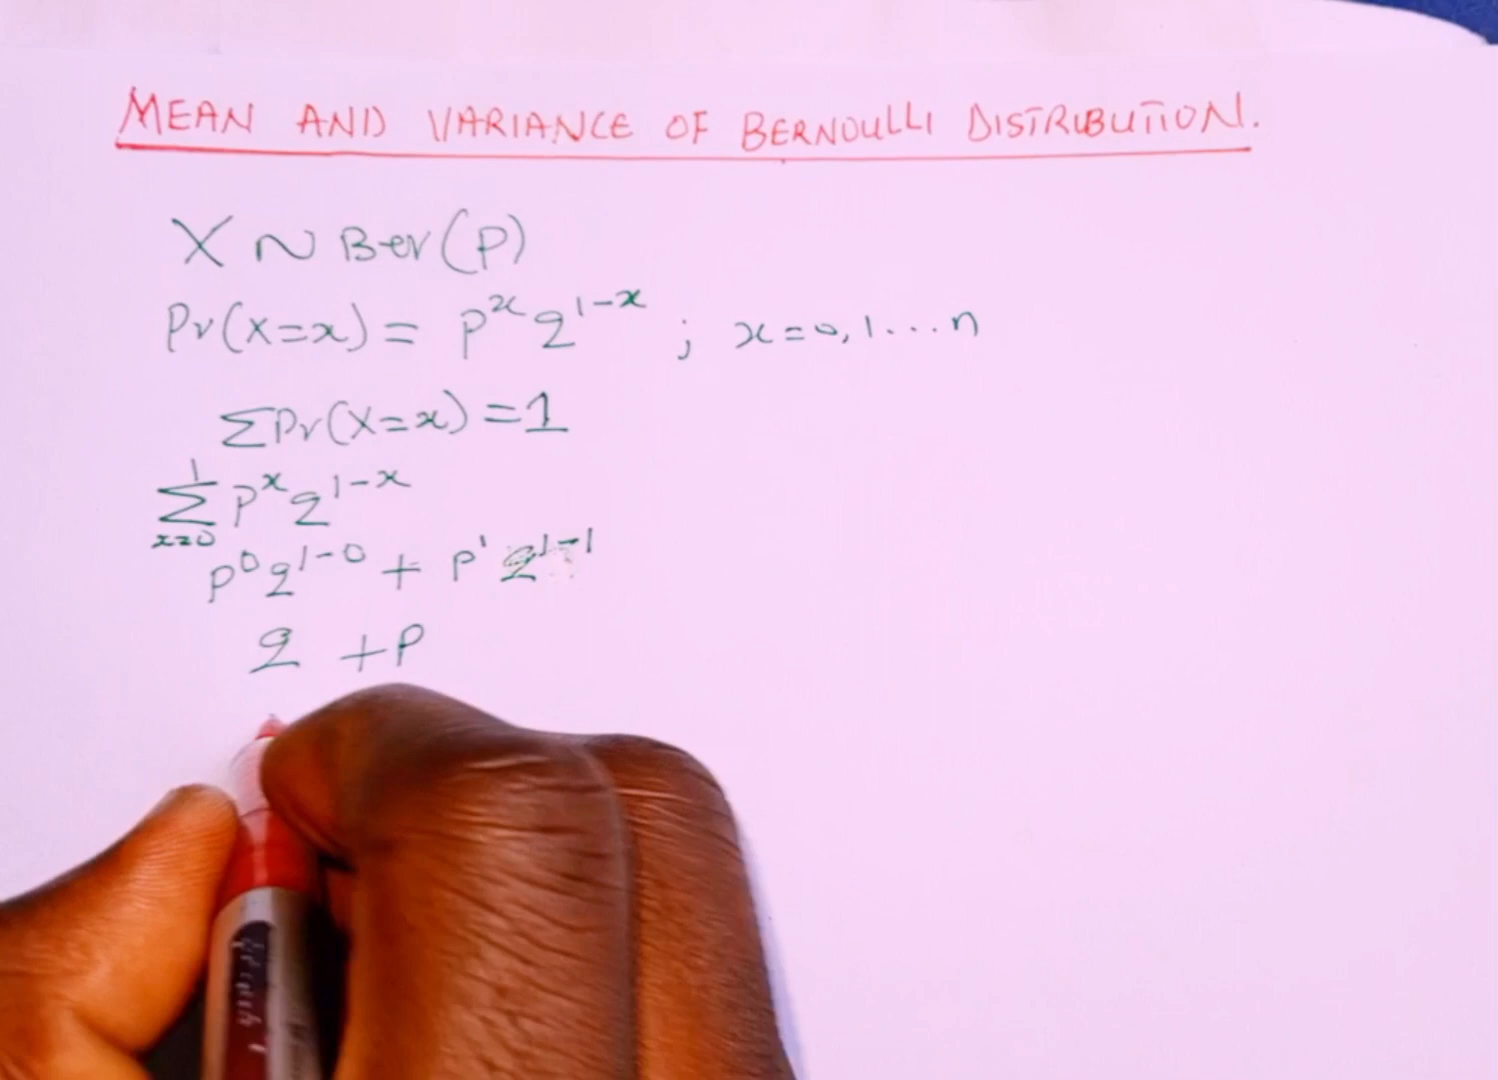 MEAN AND VARIANCE OF BERNOULLI DISTRIBUTION.
X ~ Ber(P)
Pr(X=x) = p^x q^{1-x} ; x=0,1...n
ΣPr(X=x) = 1
\sum_{x=0}^{1} p^x q^{1-x}
p^0 q^{1-0} + p^1 q^{1-1}
q + p